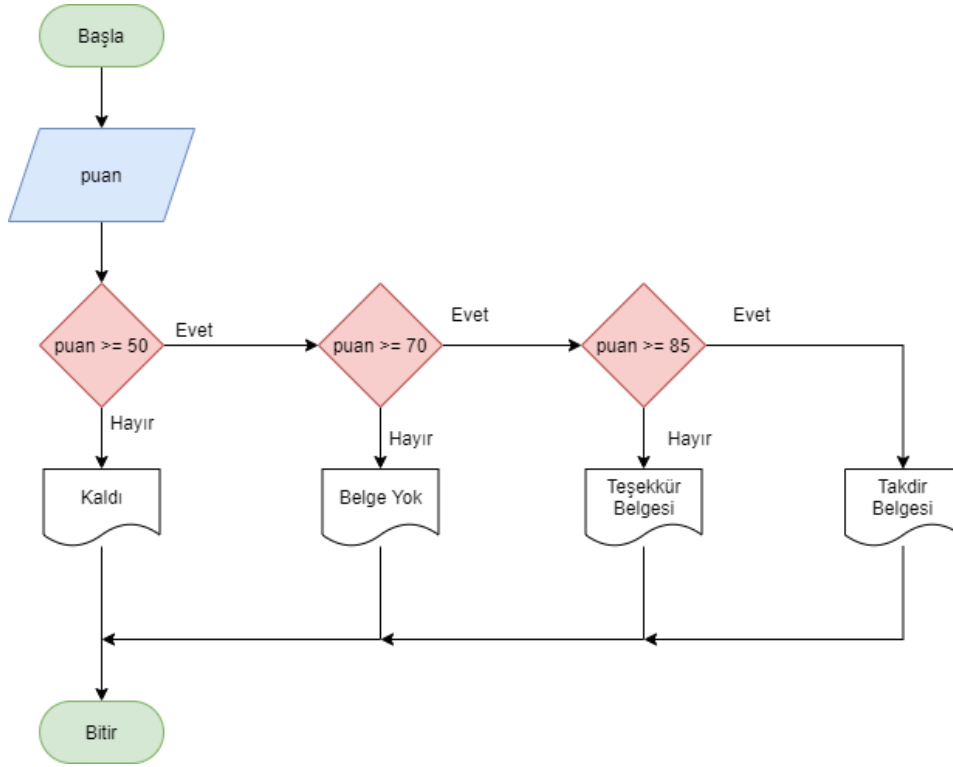 Başla
puan
puan >= 50
Evet
puan >= 70
Evet
puan >= 85
Evet
Hayır
Hayır
Hayır
Kaldı
Belge Yok
Teşekkür
Belgesi
Takdir
Belgesi
Bitir